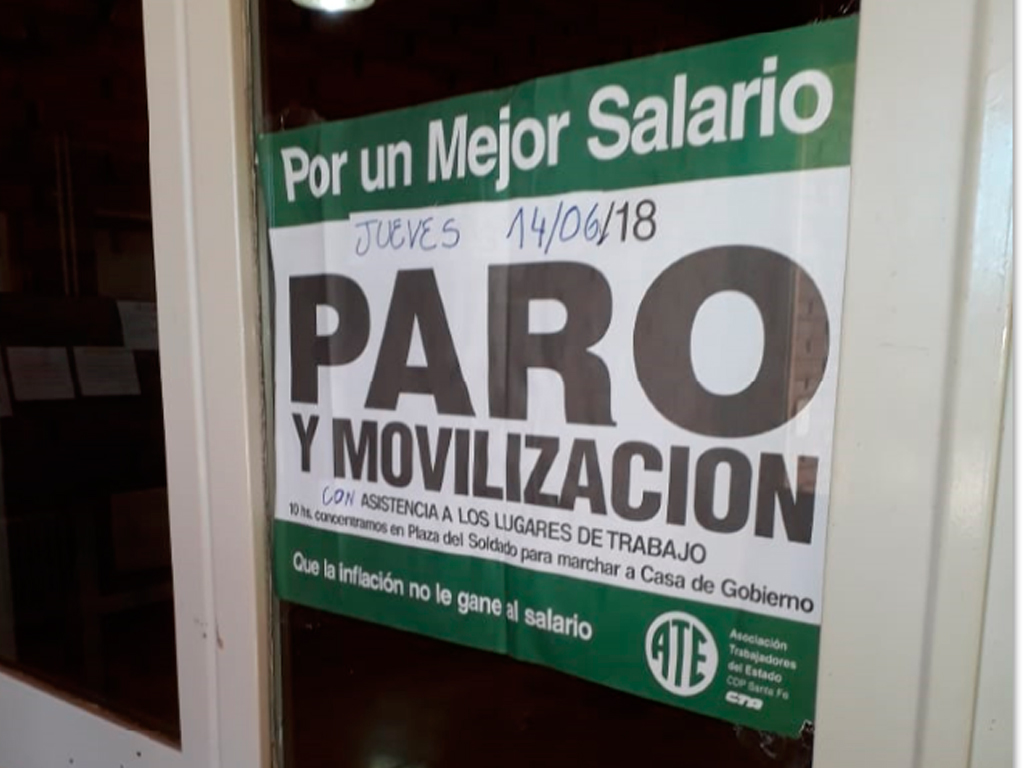 Por un Mejor Salario
JUEVES 14/06/18
PARO
Y MOVILIZACION
CON ASISTENCIA A LOS LUGARES DE TRABAJO
10 hs. concentramos en Plaza del Soldado para marchar a Casa de Gobierno
Que la inflación no le gane al salario
ATE
Asociación
Trabajadores
del Estado
CDP Santa Fe
CTA